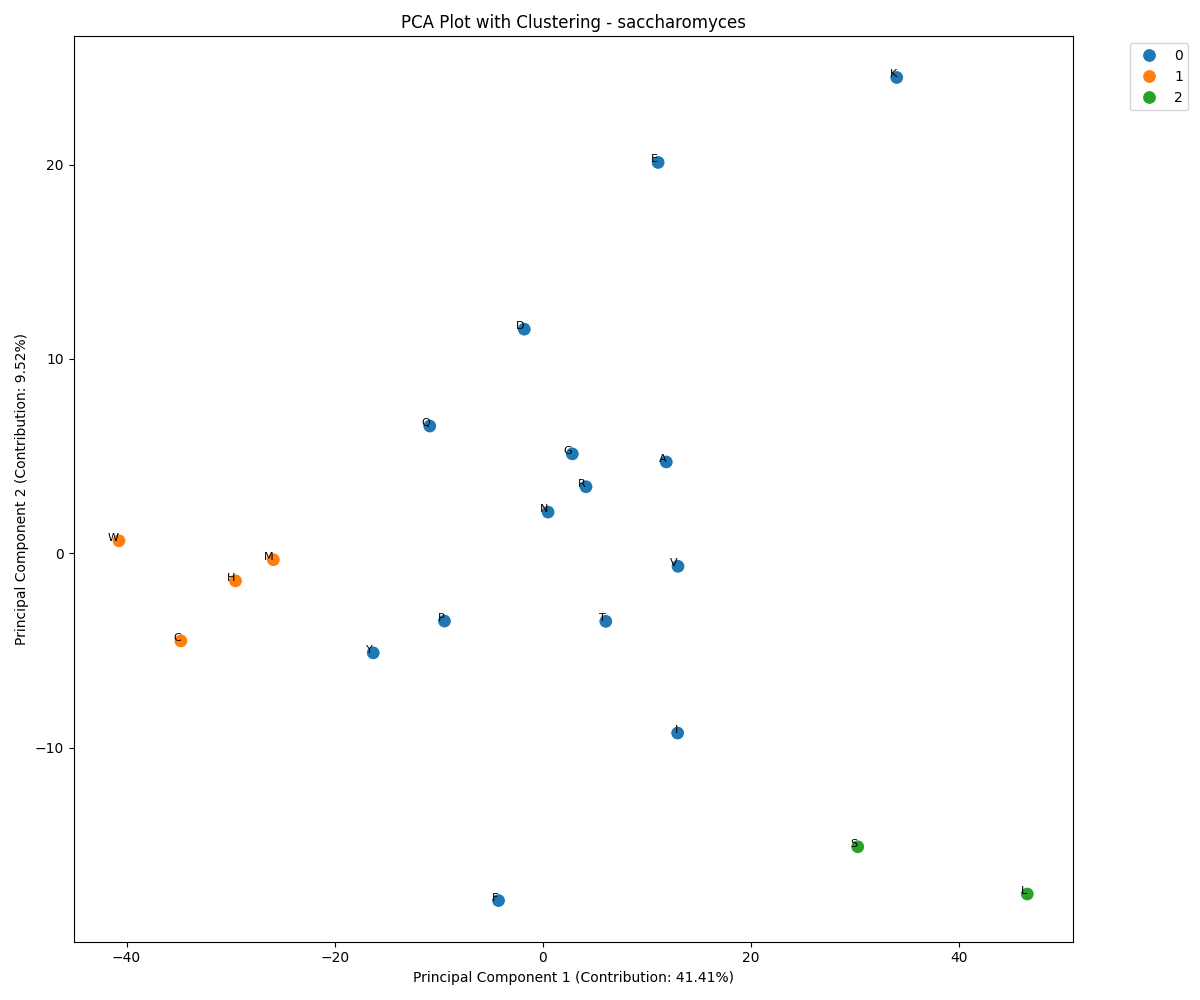 PCA Plot with Clustering - saccharomyces
0
1
2
K
E
D
Q
G
A
R
N
W
M
V
H
P
T
C
Y
I
S
L
F
20
10
0
−10
−40
−20
0
20
40
Principal Component 1 (Contribution: 41.41%)
Principal Component 2 (Contribution: 9.52%)